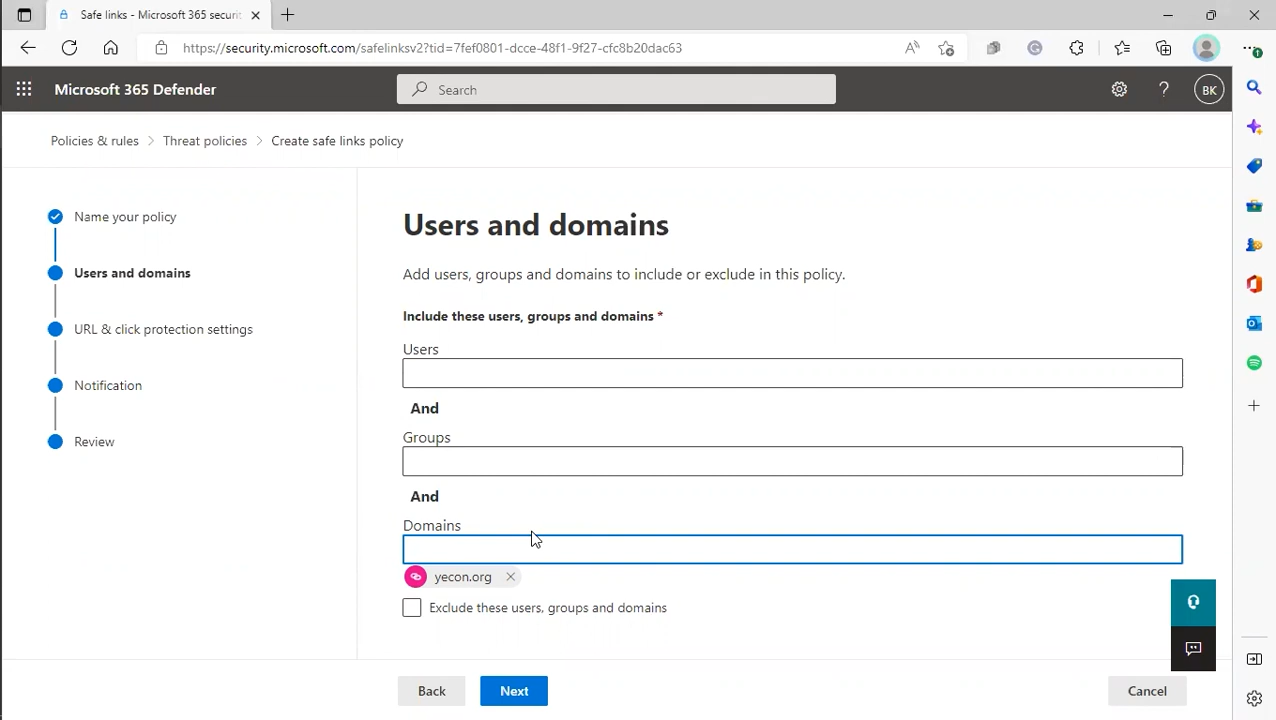 Safe links - Microsoft 365 securit
https://security.microsoft.com/safelinksv2?tid=7fef0801-dcce-48f1-9f27-cfc8b20dac63
Microsoft 365 Defender
Search
BK
Policies & rules > Threat policies > Create safe links policy
Name your policy
Users and domains
URL & click protection settings
Notification
Review
Users and domains
Add users, groups and domains to include or exclude in this policy.
Include these users, groups and domains *
Users
And
Groups
And
Domains
yecon.org
Exclude these users, groups and domains
Back
Next
Cancel